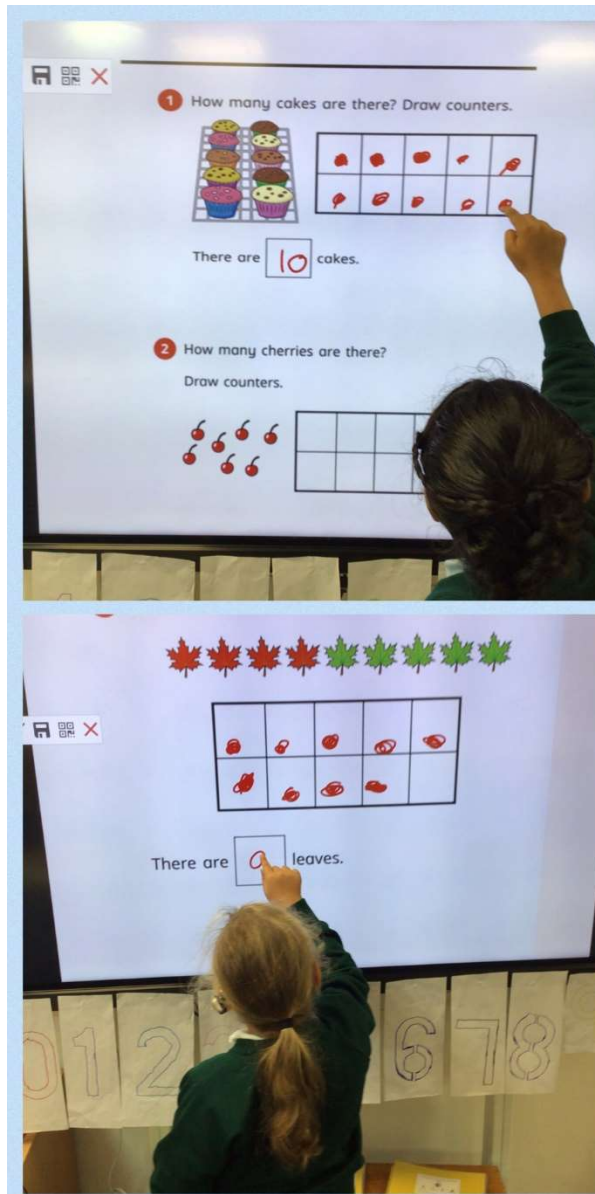 1 How many cakes are there? Draw counters.
There are 10 cakes.
2 How many cherries are there?
Draw counters.
There are leaves.
0 1 2 6 7 8